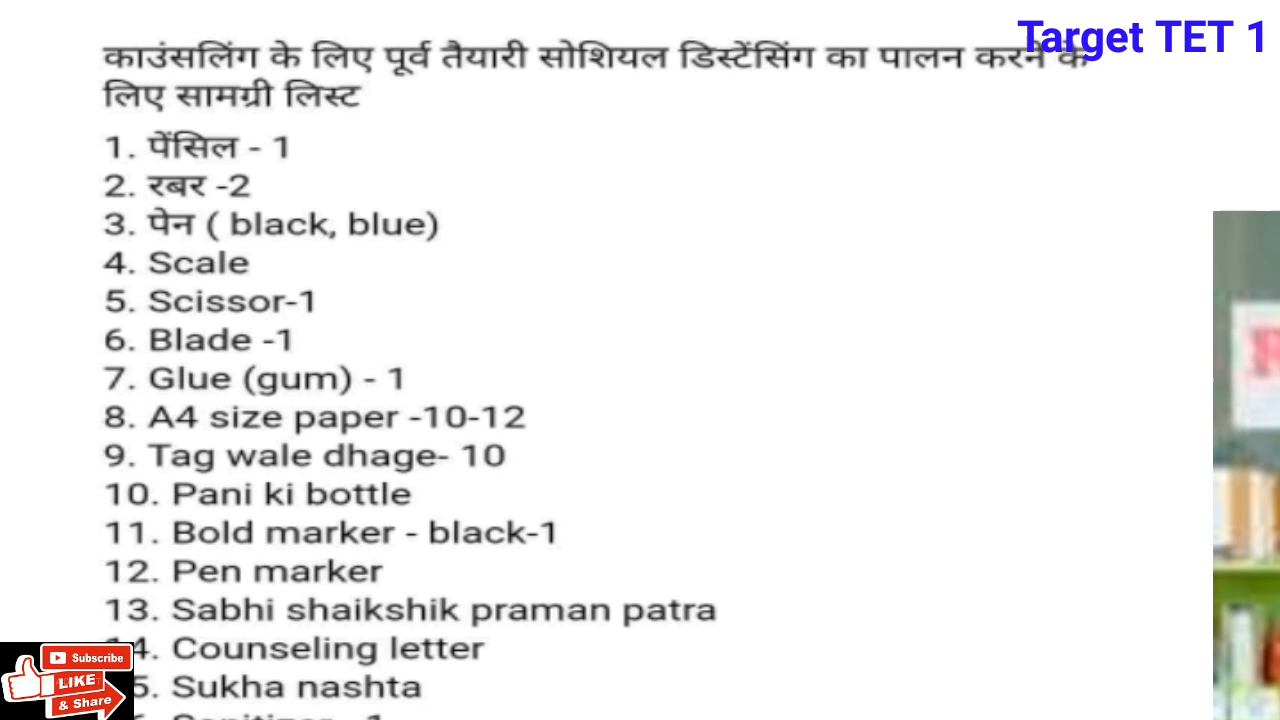 Target TET 1
काउंसलिंग के लिए पूर्व तैयारी सोशियल डिस्टेंसिंग का पालन करने के
लिए सामग्री लिस्ट
1. पेंसिल - 1
2. रबर -2
3. पेन ( black, blue)
4. Scale
5. Scissor-1
6. Blade -1
7. Glue (gum) - 1
8. A4 size paper -10-12
9. Tag wale dhage- 10
10. Pani ki bottle
11. Bold marker - black-1
12. Pen marker
13. Sabhi shaikshik praman patra
4. Counseling letter
5. Sukha nashta
Subscribe
LIKE
& Share